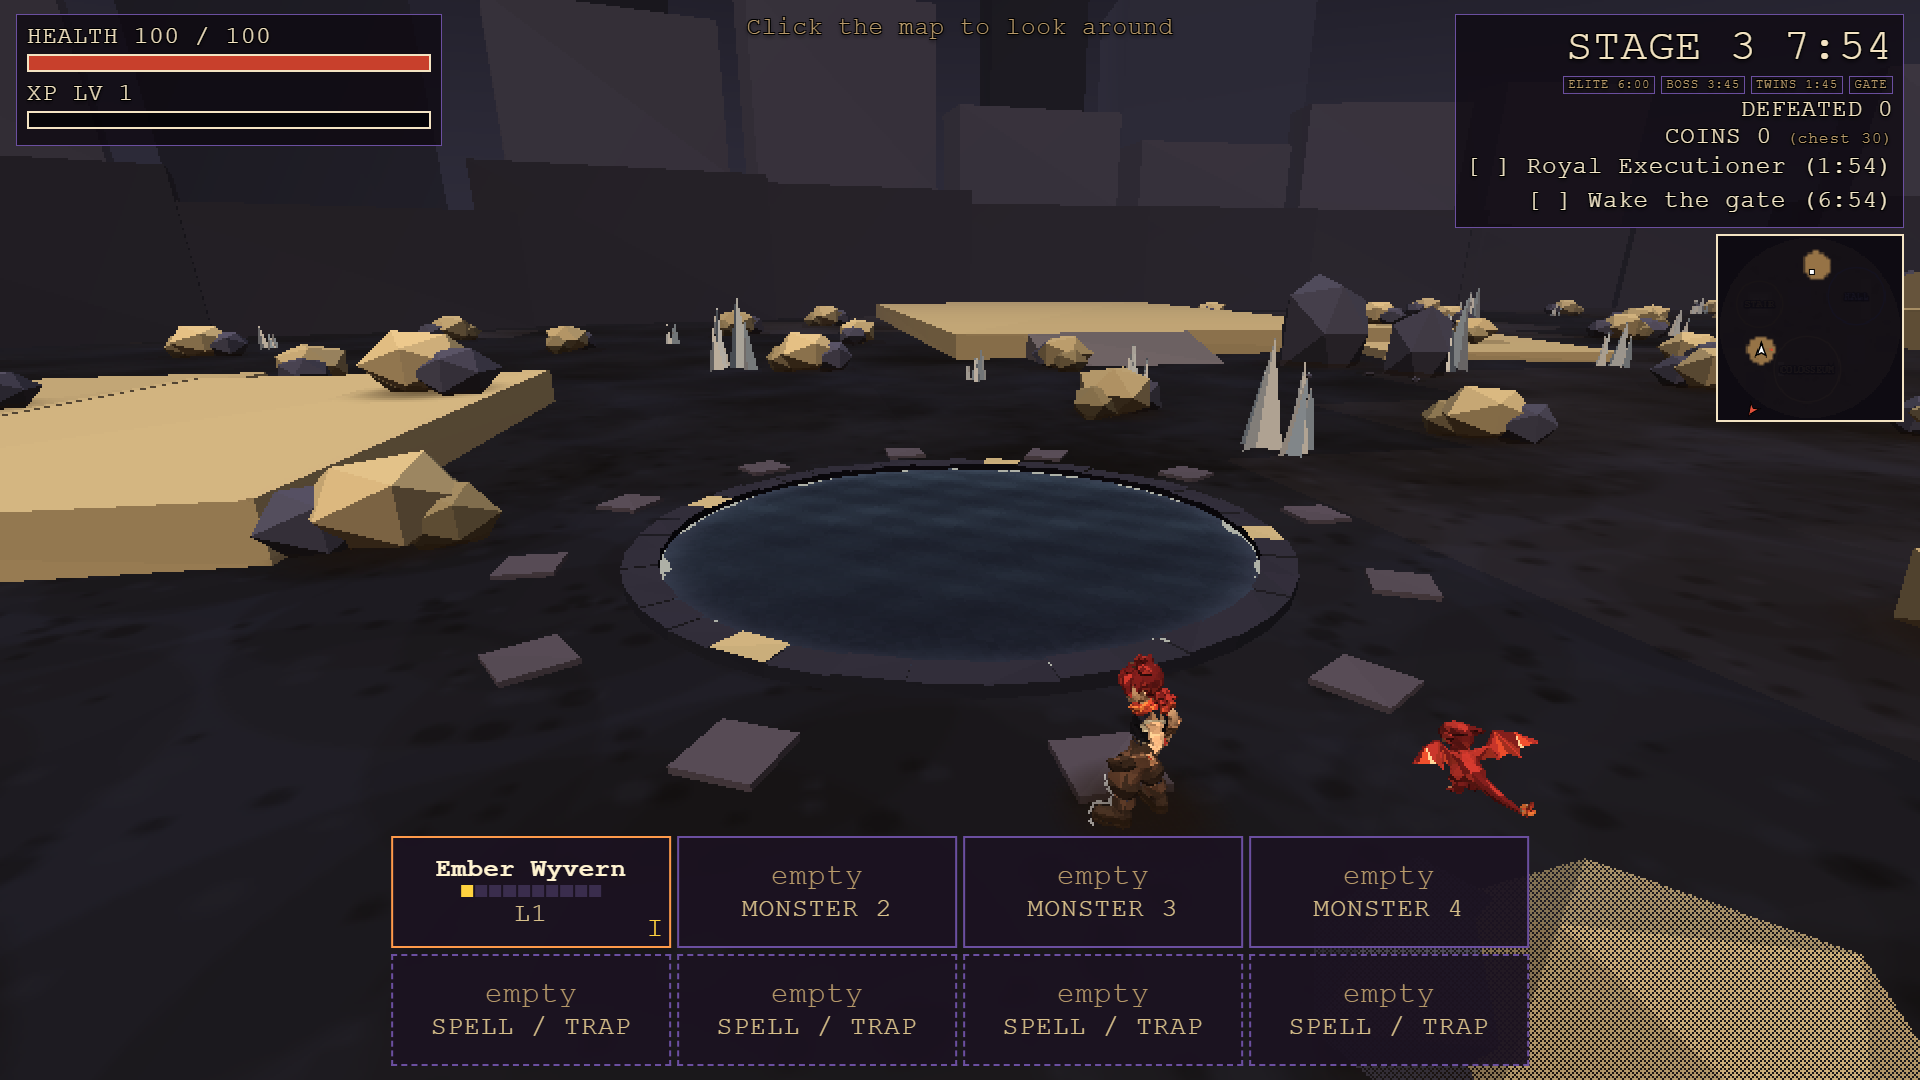 HEALTH 100 / 100
XP LV 1
Click the map to look around
STAGE 3 7:54
ELITE 6:00 BOSS 3:45 TWINS 1:45 GATE
DEFEATED 0
COINS 0 (chest 30)
[ ] Royal Executioner (1:54)
[ ] Wake the gate (6:54)
Ember Wyvern
L1
I
empty
MONSTER 2
empty
MONSTER 3
empty
MONSTER 4
empty
SPELL / TRAP
empty
SPELL / TRAP
empty
SPELL / TRAP
empty
SPELL / TRAP